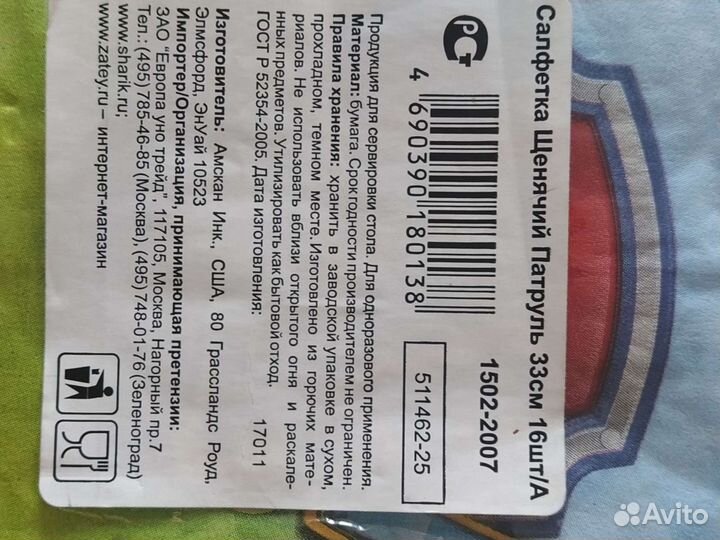 Салфетка Щенячий Патруль 33см 16шт/А
РСТ
4 690390 180138
1502-2007
511462-25
Продукция для сервировки стола. Для одноразового применения.
Материал: бумага. Срок годности производителем не ограничен.
Правила хранения: хранить в заводской упаковке в сухом,
прохладном, темном месте. Изготовлено из горючих мате-
риалов. Не использовать вблизи открытого огня и раскале-
нных предметов. Утилизировать как бытовой отход.
ГОСТ Р 52354-2005. Дата изготовления: 17011
Изготовитель: Амскан Инк., США, 80 Грассландс Роуд,
Элмсфорд, ЭнУай 10523
Импортер/Организация, принимающая претензии:
ЗАО "Европа уно трейд", 117105, Москва, Нагорный пр.7
Тел.: (495) 785-46-85 (Москва), (495) 748-01-76 (Зеленоград)
www.sharik.ru;
www.zatey.ru – интернет-магазин
Avito